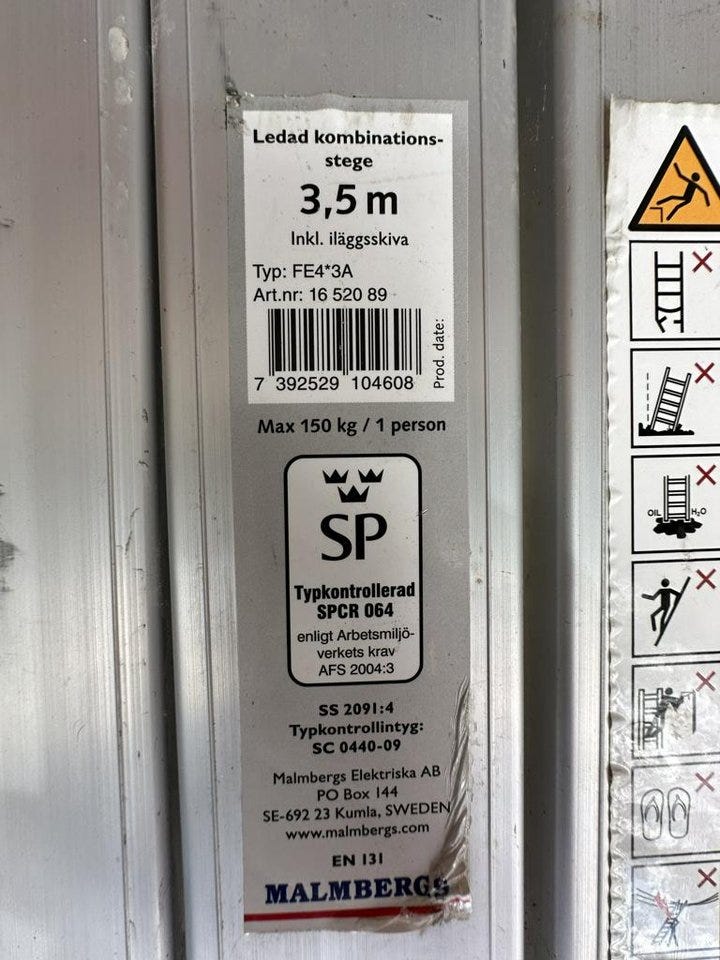 Ledad kombinations-
stege
3,5 m
Inkl. iläggsskiva
Typ: FE4*3A
Art.nr: 16 520 89
Prod. date:
7 392529 104608
Max 150 kg / 1 person
SP
Typkontrollerad
SPCR 064
enligt Arbetsmiljö-
verkets krav
AFS 2004:3
SS 2091:4
Typkontrollintyg:
SC 0440-09
Malmbergs Elektriska AB
PO Box 144
SE-692 23 Kumla, SWEDEN
www.malmbergs.com
EN 131
MALMBERGS
OIL H₂O